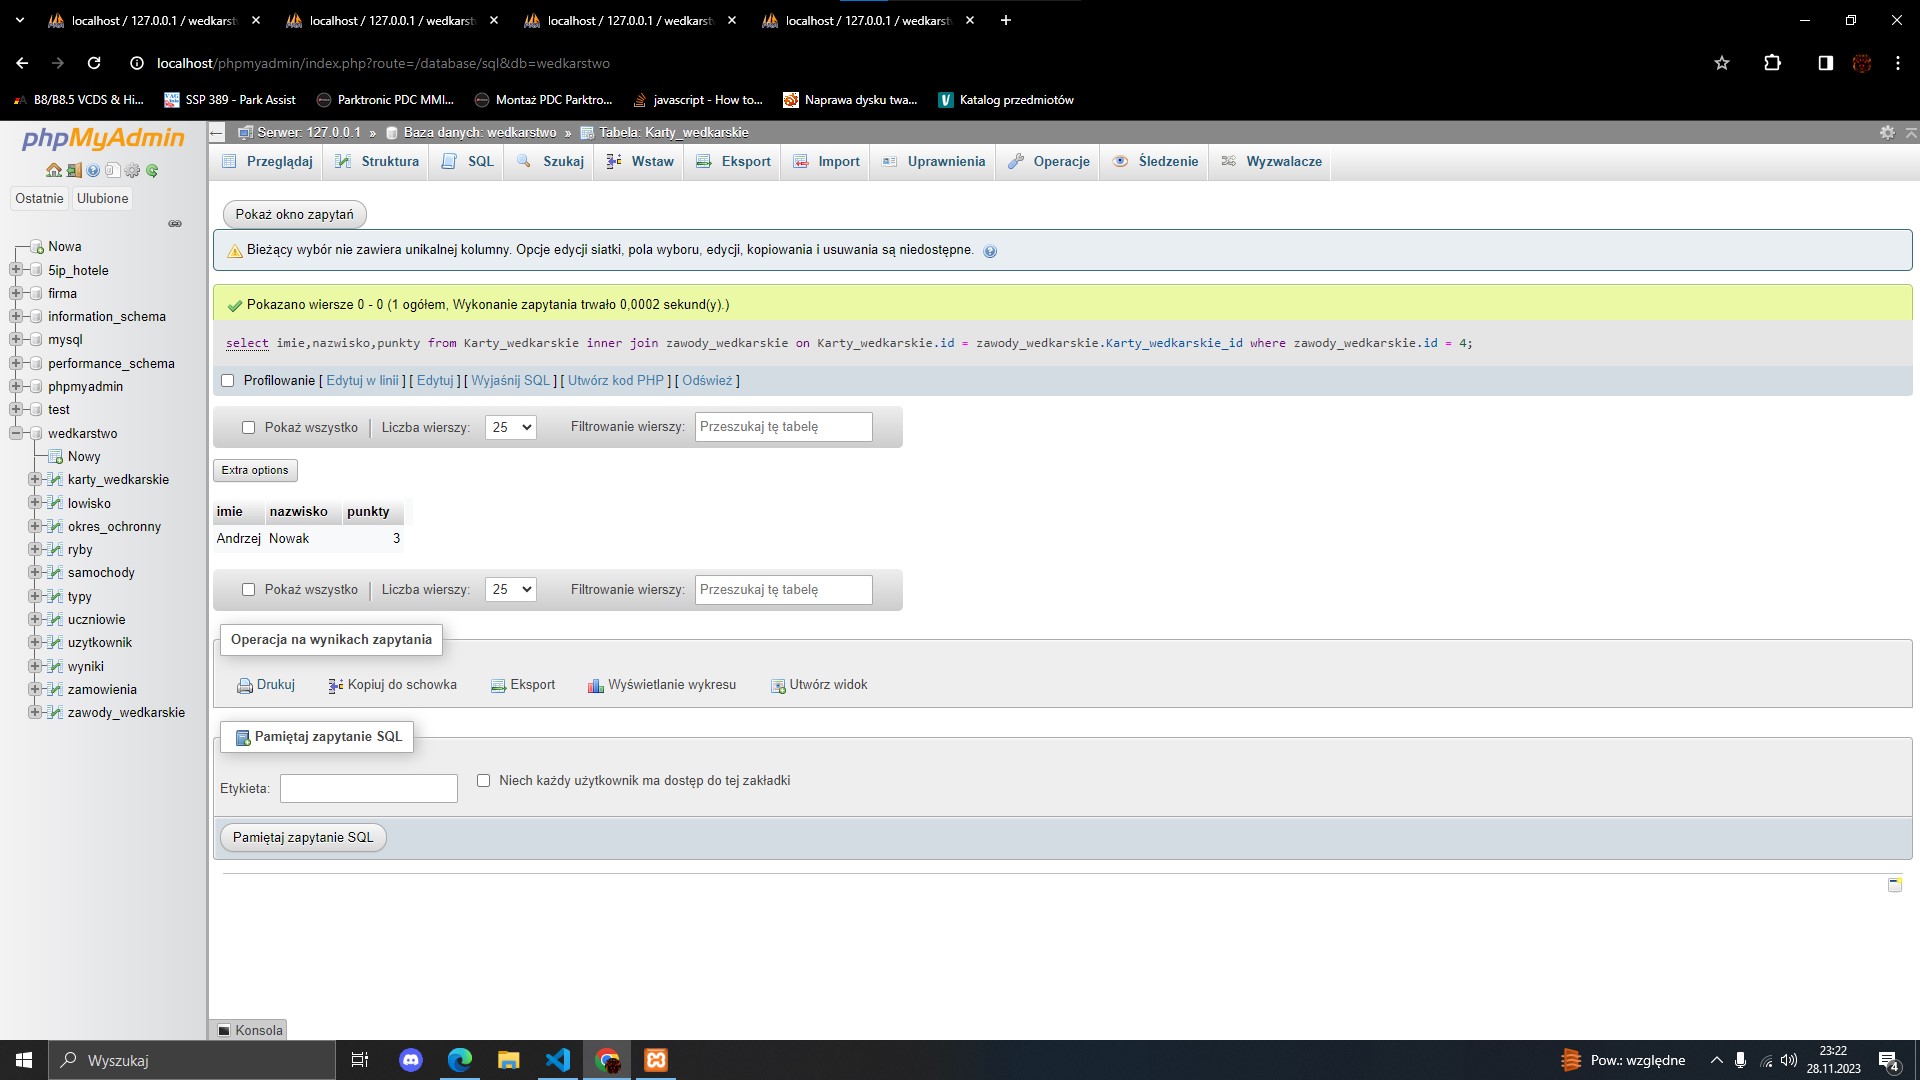 localhost / 127.0.0.1 / wedkarst
localhost / 127.0.0.1 / wedkarst
localhost / 127.0.0.1 / wedkarst
localhost / 127.0.0.1 / wedkarst
localhost/phpmyadmin/index.php?route=/database/sql&db=wedkarstwo
B8/B8.5 VCDS & Hi...
SSP 389 - Park Assist
Parktronic PDC MMI...
Montaż PDC Parktro...
javascript - How to...
Naprawa dysku twa...
Katalog przedmiotów
phpMyAdmin
Ostatnie
Ulubione
Nowa
5ip_hotele
firma
information_schema
mysql
performance_schema
phpmyadmin
test
wedkarstwo
Nowy
karty_wedkarskie
lowisko
okres_ochronny
ryby
samochody
typy
uczniowie
uzytkownik
wyniki
zamowienia
zawody_wedkarskie
Serwer: 127.0.0.1 » Baza danych: wedkarstwo » Tabela: Karty_wedkarskie
Przeglądaj
Struktura
SQL
Szukaj
Wstaw
Eksport
Import
Uprawnienia
Operacje
Śledzenie
Wyzwalacze
Pokaż okno zapytań
Bieżący wybór nie zawiera unikalnej kolumny. Opcje edycji siatki, pola wyboru, edycji, kopiowania i usuwania są niedostępne.
Pokazano wiersze 0 - 0 (1 ogółem, Wykonanie zapytania trwało 0,0002 sekund(y).)
select imie,nazwisko,punkty from Karty_wedkarskie inner join zawody_wedkarskie on Karty_wedkarskie.id = zawody_wedkarskie.Karty_wedkarskie_id where zawody_wedkarskie.id = 4;
Profilowanie [ Edytuj w linii ] [ Edytuj ] [ Wyjaśnij SQL ] [ Utwórz kod PHP ] [ Odśwież ]
Pokaż wszystko | Liczba wierszy: 25 Filtrowanie wierszy: Przeszukaj tę tabelę
Extra options
imie nazwisko punkty
Andrzej Nowak 3
Pokaż wszystko | Liczba wierszy: 25 Filtrowanie wierszy: Przeszukaj tę tabelę
Operacja na wynikach zapytania
Drukuj
Kopiuj do schowka
Eksport
Wyświetlanie wykresu
Utwórz widok
Pamiętaj zapytanie SQL
Etykieta:
Niech każdy użytkownik ma dostęp do tej zakładki
Pamiętaj zapytanie SQL
Konsola
Wyszukaj
Pow.: względne
23:22
28.11.2023
4